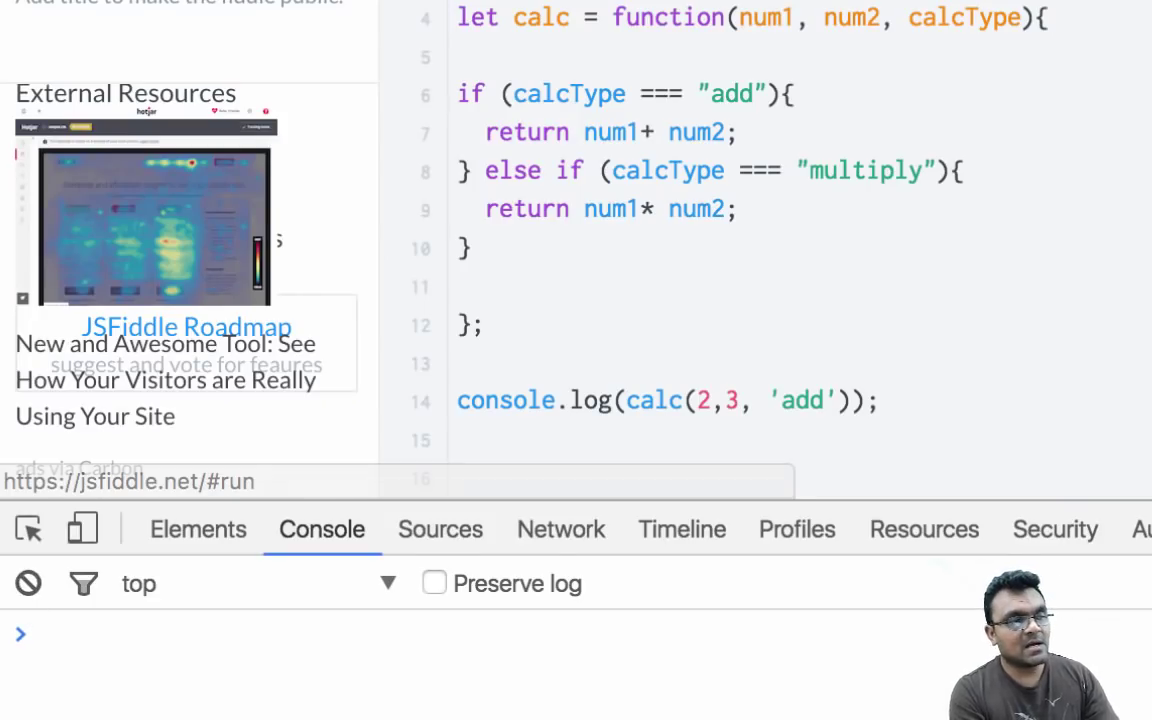 Add title to make the fiddle public.
External Resources
hotjar
JSFiddle Roadmap
New and Awesome Tool: See
suggest and vote for feaures
How Your Visitors are Really
Using Your Site
ads via Carbon
https://jsfiddle.net/#run
4 let calc = function(num1, num2, calcType){
5
6 if (calcType === "add"){
7 return num1+ num2;
8 } else if (calcType === "multiply"){
9 return num1* num2;
10 }
11
12 };
13
14 console.log(calc(2,3, 'add'));
15
16
Elements Console Sources Network Timeline Profiles Resources Security Au
top ▼ Preserve log
>